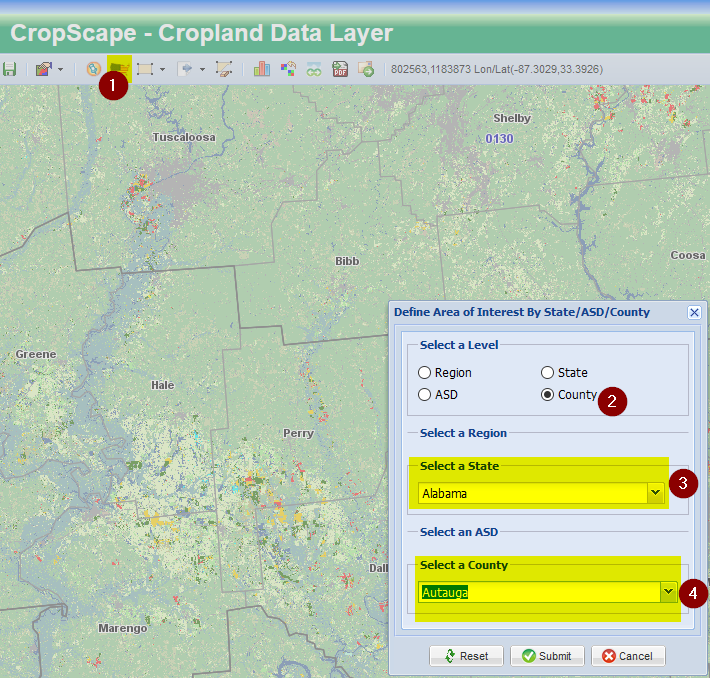 CropScape - Cropland Data Layer
PDF
802563,1183873 Lon/Lat(-87.3029,33.3926)
1
Shelby
Tuscaloosa
0130
Bibb
Coosa
Define Area of Interest By State/ASD/County
Select a Level
Greene
Region
State
Hale
ASD
County
2
Perry
Select a Region
Select a State
3
Alabama
Select an ASD
Select a County
Dall
Autauga
4
Marengo
Reset
Submit
Cancel